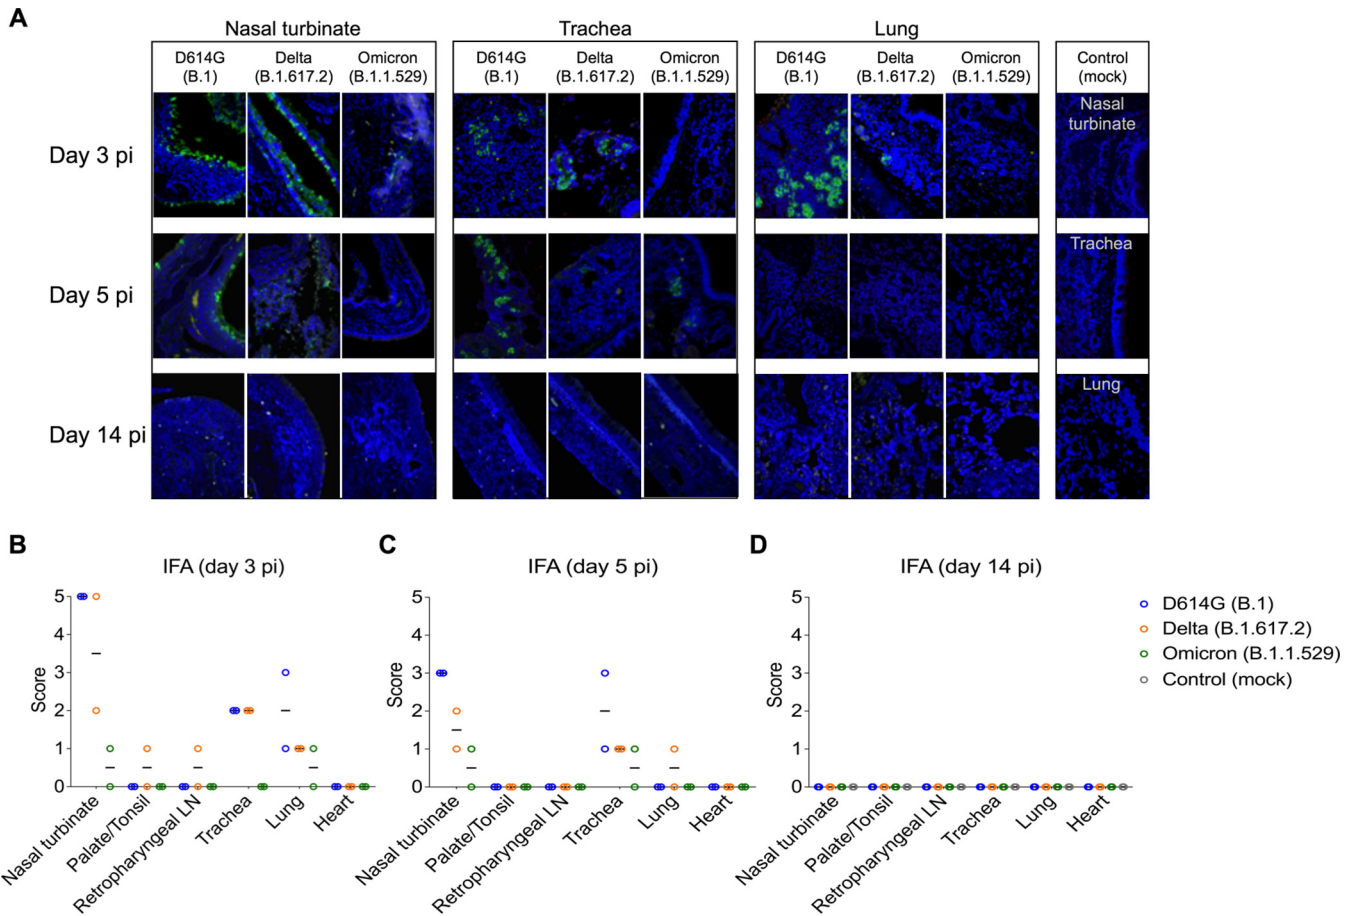 A
Nasal turbinate
Trachea
Lung
D614G
(B.1)
Delta
(B.1.617.2)
Omicron
(B.1.1.529)
D614G
(B.1)
Delta
(B.1.617.2)
Omicron
(B.1.1.529)
D614G
(B.1)
Delta
(B.1.617.2)
Omicron
(B.1.1.529)
Control
(mock)
Day 3 pi
Nasal
turbinate
Day 5 pi
Trachea
Day 14 pi
Lung
B
IFA (day 3 pi)
Score
5
4
3
2
1
0
Nasal turbinate
Palate/Tonsil
Retropharyngeal LN
Trachea
Lung
Heart
C
IFA (day 5 pi)
Score
5
4
3
2
1
0
Nasal turbinate
Palate/Tonsil
Retropharyngeal LN
Trachea
Lung
Heart
D
IFA (day 14 pi)
Score
5
4
3
2
1
0
Nasal turbinate
Palate/Tonsil
Retropharyngeal LN
Trachea
Lung
Heart
D614G (B.1)
Delta (B.1.617.2)
Omicron (B.1.1.529)
Control (mock)